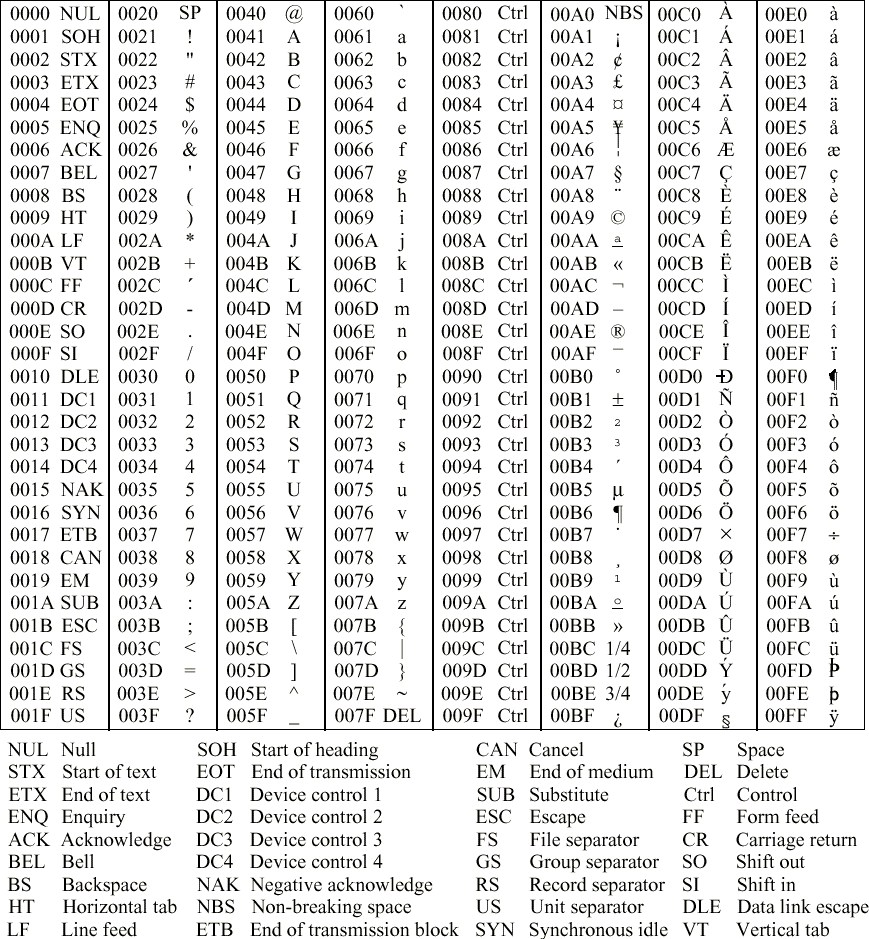 0000 NUL 0020 SP 0040 @ 0060 ` 0080 Ctrl 00A0 NBS 00C0 À 00E0 à
0001 SOH 0021 ! 0041 A 0061 a 0081 Ctrl 00A1 ¡ 00C1 Á 00E1 á
0002 STX 0022 " 0042 B 0062 b 0082 Ctrl 00A2 ¢ 00C2 Â 00E2 â
0003 ETX 0023 # 0043 C 0063 c 0083 Ctrl 00A3 £ 00C3 Ã 00E3 ã
0004 EOT 0024 $ 0044 D 0064 d 0084 Ctrl 00A4 ¤ 00C4 Ä 00E4 ä
0005 ENQ 0025 % 0045 E 0065 e 0085 Ctrl 00A5 ¥ 00C5 Å 00E5 å
0006 ACK 0026 & 0046 F 0066 f 0086 Ctrl 00A6 ¦ 00C6 Æ 00E6 æ
0007 BEL 0027 ' 0047 G 0067 g 0087 Ctrl 00A7 § 00C7 Ç 00E7 ç
0008 BS 0028 ( 0048 H 0068 h 0088 Ctrl 00A8 ¨ 00C8 È 00E8 è
0009 HT 0029 ) 0049 I 0069 i 0089 Ctrl 00A9 © 00C9 É 00E9 é
000A LF 002A * 004A J 006A j 008A Ctrl 00AA ª 00CA Ê 00EA ê
000B VT 002B + 004B K 006B k 008B Ctrl 00AB « 00CB Ë 00EB ë
000C FF 002C ´ 004C L 006C l 008C Ctrl 00AC ¬ 00CC Ì 00EC ì
000D CR 002D - 004D M 006D m 008D Ctrl 00AD – 00CD Í 00ED í
000E SO 002E . 004E N 006E n 008E Ctrl 00AE ® 00CE Î 00EE î
000F SI 002F / 004F O 006F o 008F Ctrl 00AF ¯ 00CF Ï 00EF ï
0010 DLE 0030 0 0050 P 0070 p 0090 Ctrl 00B0 ° 00D0 Ð 00F0 ¶
0011 DC1 0031 1 0051 Q 0071 q 0091 Ctrl 00B1 ± 00D1 Ñ 00F1 ñ
0012 DC2 0032 2 0052 R 0072 r 0092 Ctrl 00B2 ² 00D2 Ò 00F2 ò
0013 DC3 0033 3 0053 S 0073 s 0093 Ctrl 00B3 ³ 00D3 Ó 00F3 ó
0014 DC4 0034 4 0054 T 0074 t 0094 Ctrl 00B4 ´ 00D4 Ô 00F4 ô
0015 NAK 0035 5 0055 U 0075 u 0095 Ctrl 00B5 µ 00D5 Õ 00F5 õ
0016 SYN 0036 6 0056 V 0076 v 0096 Ctrl 00B6 ¶ 00D6 Ö 00F6 ö
0017 ETB 0037 7 0057 W 0077 w 0097 Ctrl 00B7 · 00D7 × 00F7 ÷
0018 CAN 0038 8 0058 X 0078 x 0098 Ctrl 00B8 ¸ 00D8 Ø 00F8 ø
0019 EM 0039 9 0059 Y 0079 y 0099 Ctrl 00B9 ¹ 00D9 Ù 00F9 ù
001A SUB 003A : 005A Z 007A z 009A Ctrl 00BA º 00DA Ú 00FA ú
001B ESC 003B ; 005B [ 007B { 009B Ctrl 00BB » 00DB Û 00FB û
001C FS 003C < 005C \ 007C | 009C Ctrl 00BC 1/4 00DC Ü 00FC ü
001D GS 003D = 005D ] 007D } 009D Ctrl 00BD 1/2 00DD Ý 00FD Þ
001E RS 003E > 005E ^ 007E ~ 009E Ctrl 00BE 3/4 00DE ý 00FE þ
001F US 003F ? 005F _ 007F DEL 009F Ctrl 00BF ¿ 00DF § 00FF ÿ
NUL Null SOH Start of heading CAN Cancel SP Space
STX Start of text EOT End of transmission EM End of medium DEL Delete
ETX End of text DC1 Device control 1 SUB Substitute Ctrl Control
ENQ Enquiry DC2 Device control 2 ESC Escape FF Form feed
ACK Acknowledge DC3 Device control 3 FS File separator CR Carriage return
BEL Bell DC4 Device control 4 GS Group separator SO Shift out
BS Backspace NAK Negative acknowledge RS Record separator SI Shift in
HT Horizontal tab NBS Non-breaking space US Unit separator DLE Data link escape
LF Line feed ETB End of transmission block SYN Synchronous idle VT Vertical tab